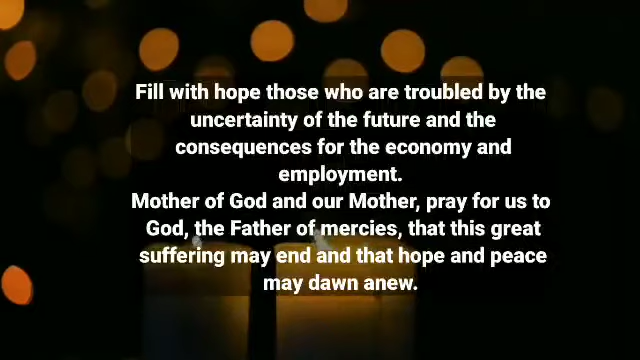 Fill with hope those who are troubled by the
uncertainty of the future and the
consequences for the economy and
employment.
Mother of God and our Mother, pray for us to
God, the Father of mercies, that this great
suffering may end and that hope and peace
may dawn anew.